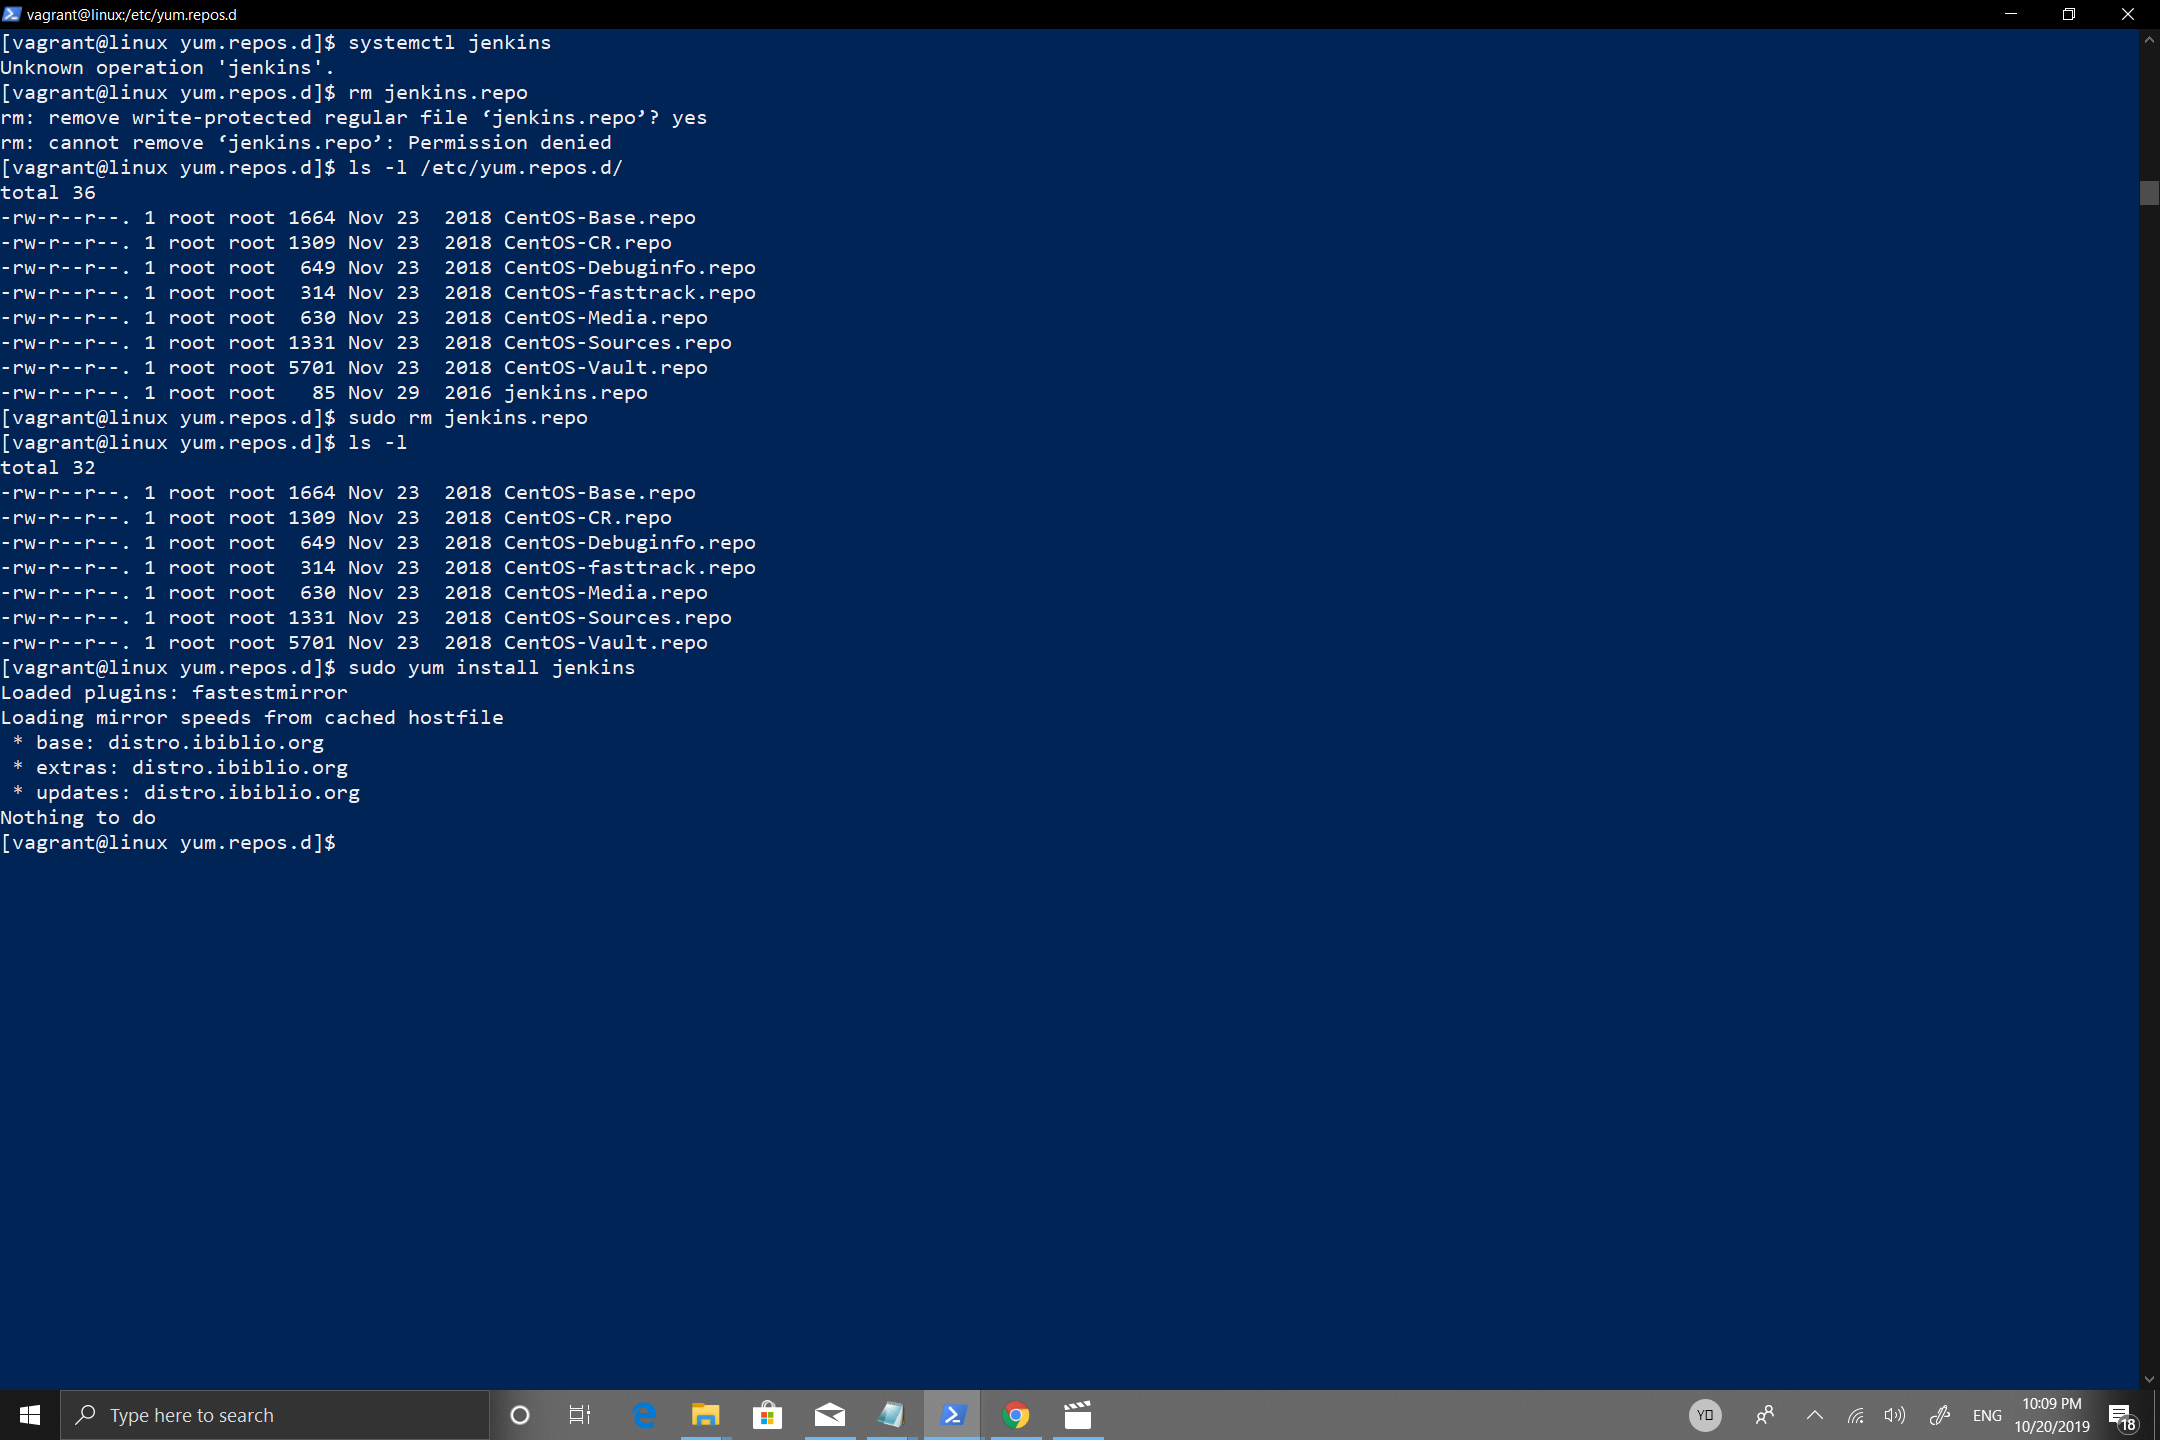 vagrant@linux:/etc/yum.repos.d
[vagrant@linux yum.repos.d]$ systemctl jenkins
Unknown operation 'jenkins'.
[vagrant@linux yum.repos.d]$ rm jenkins.repo
rm: remove write-protected regular file ‘jenkins.repo’? yes
rm: cannot remove ‘jenkins.repo’: Permission denied
[vagrant@linux yum.repos.d]$ ls -l /etc/yum.repos.d/
total 36
-rw-r--r--. 1 root root 1664 Nov 23  2018 CentOS-Base.repo
-rw-r--r--. 1 root root 1309 Nov 23  2018 CentOS-CR.repo
-rw-r--r--. 1 root root  649 Nov 23  2018 CentOS-Debuginfo.repo
-rw-r--r--. 1 root root  314 Nov 23  2018 CentOS-fasttrack.repo
-rw-r--r--. 1 root root  630 Nov 23  2018 CentOS-Media.repo
-rw-r--r--. 1 root root 1331 Nov 23  2018 CentOS-Sources.repo
-rw-r--r--. 1 root root 5701 Nov 23  2018 CentOS-Vault.repo
-rw-r--r--. 1 root root   85 Nov 29  2016 jenkins.repo
[vagrant@linux yum.repos.d]$ sudo rm jenkins.repo
[vagrant@linux yum.repos.d]$ ls -l
total 32
-rw-r--r--. 1 root root 1664 Nov 23  2018 CentOS-Base.repo
-rw-r--r--. 1 root root 1309 Nov 23  2018 CentOS-CR.repo
-rw-r--r--. 1 root root  649 Nov 23  2018 CentOS-Debuginfo.repo
-rw-r--r--. 1 root root  314 Nov 23  2018 CentOS-fasttrack.repo
-rw-r--r--. 1 root root  630 Nov 23  2018 CentOS-Media.repo
-rw-r--r--. 1 root root 1331 Nov 23  2018 CentOS-Sources.repo
-rw-r--r--. 1 root root 5701 Nov 23  2018 CentOS-Vault.repo
[vagrant@linux yum.repos.d]$ sudo yum install jenkins
Loaded plugins: fastestmirror
Loading mirror speeds from cached hostfile
 * base: distro.ibiblio.org
 * extras: distro.ibiblio.org
 * updates: distro.ibiblio.org
Nothing to do
[vagrant@linux yum.repos.d]$
Type here to search
ENG
10:09 PM
10/20/2019
18